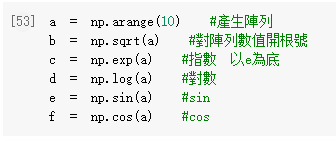 [53] a = np.arange(10) #產生陣列
b = np.sqrt(a) #對陣列數值開根號
c = np.exp(a) #指數 以e為底
d = np.log(a) #對數
e = np.sin(a) #sin
f = np.cos(a) #cos